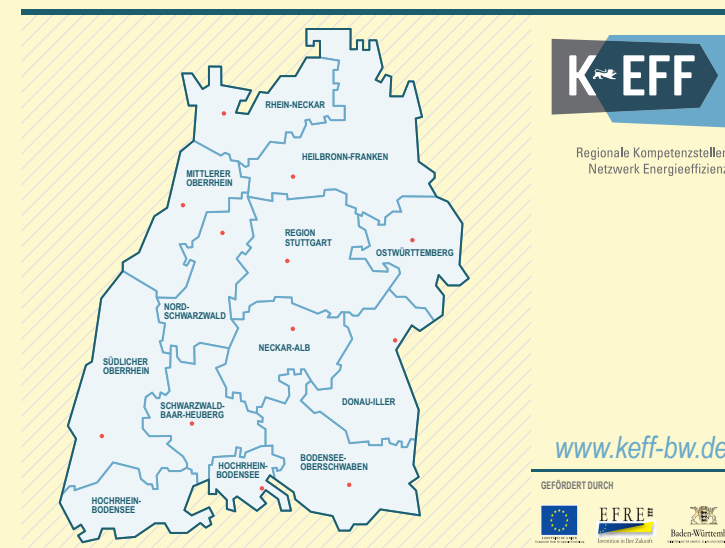 RHEIN-NECKAR
HEILBRONN-FRANKEN
MITTLERER
OBERRHEIN
REGION
STUTTGART
OSTWÜRTTEMBERG
NORD-
SCHWARZWALD
NECKAR-ALB
SÜDLICHER
OBERRHEIN
SCHWARZWALD-
BAAR-HEUBERG
DONAU-ILLER
BODENSEE-
OBERSCHWABEN
HOCHRHEIN-
BODENSEE
HOCHRHEIN-
BODENSEE
K EFF
Regionale Kompetenzstellen
Netzwerk Energieeffizienz
www.keff-bw.de
GEFÖRDERT DURCH
EFRE
Investition in Ihre Zukunft
Baden-Württemb